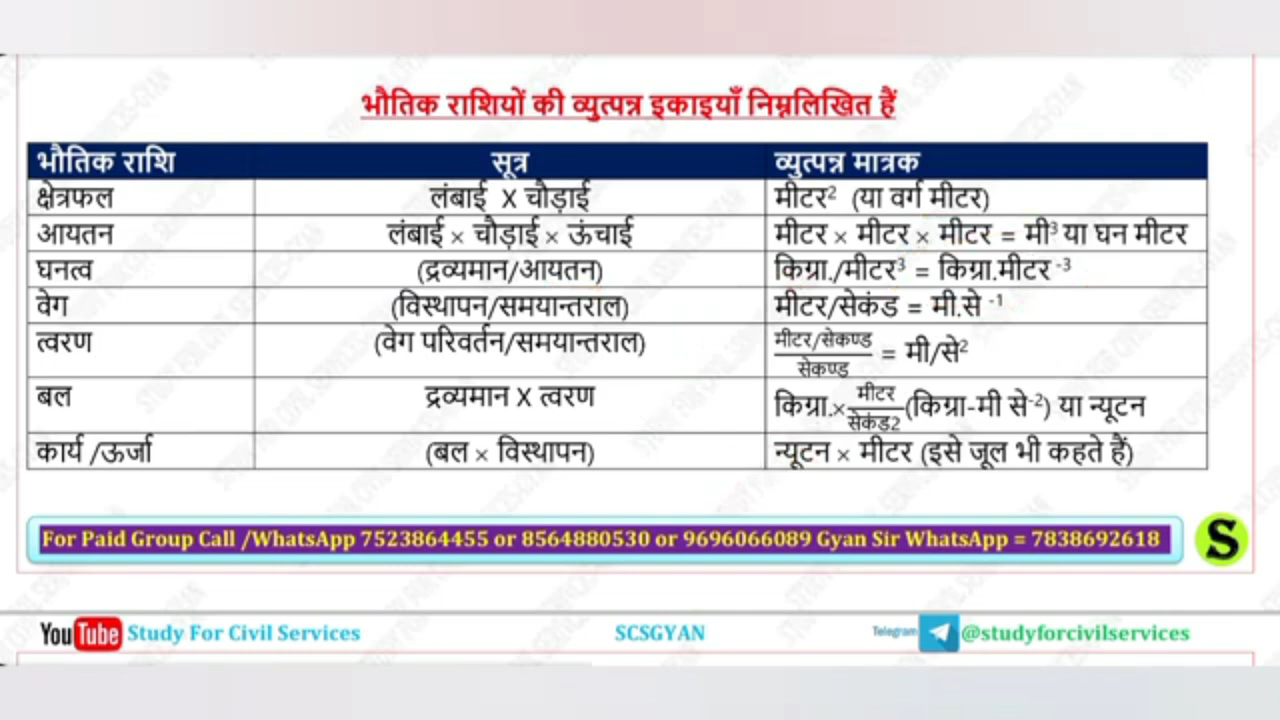 भौतिक राशियों की व्युत्पन्न इकाइयाँ निम्नलिखित हैं
भौतिक राशि सूत्र व्युत्पन्न मात्रक
क्षेत्रफल लंबाई X चौड़ाई मीटर² (या वर्ग मीटर)
आयतन लंबाई × चौड़ाई × ऊंचाई मीटर × मीटर × मीटर = मी³ या घन मीटर
घनत्व (द्रव्यमान/आयतन) किग्रा./मीटर³ = किग्रा.मीटर ⁻³
वेग (विस्थापन/समयान्तराल) मीटर/सेकंड = मी.से ⁻¹
त्वरण (वेग परिवर्तन/समयान्तराल) मीटर/सेकण्ड / सेकण्ड = मी/से²
बल द्रव्यमान X त्वरण किग्रा.× मीटर / सेकंड2 (किग्रा-मी से⁻²) या न्यूटन
कार्य /ऊर्जा (बल × विस्थापन) न्यूटन × मीटर (इसे जूल भी कहते हैं)
For Paid Group Call /WhatsApp 7523864455 or 8564880530 or 9696066089 Gyan Sir WhatsApp = 7838692618
S
YouTube Study For Civil Services SCSGYAN Telegram @studyforcivilservices